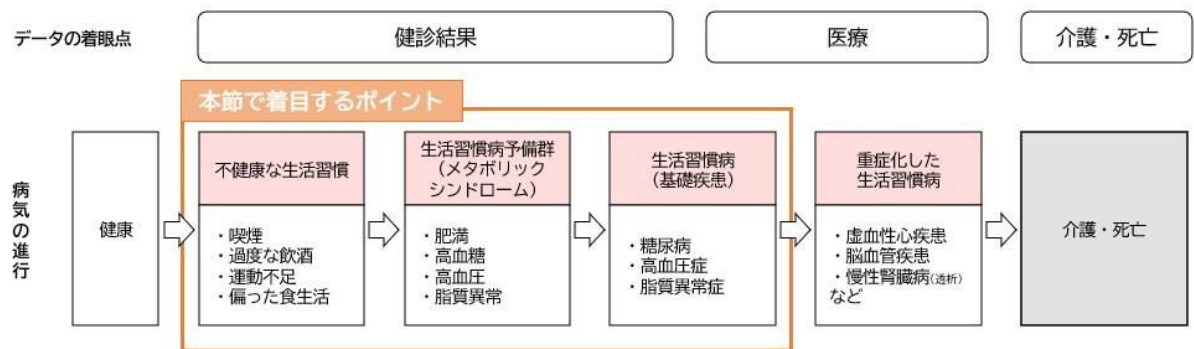 データの着眼点
健診結果
医療
介護・死亡
本節で着目するポイント
病気の進行
健康
不健康な生活習慣
・喫煙
・過度な飲酒
・運動不足
・偏った食生活
生活習慣病予備群
(メタボリック
シンドローム)
・肥満
・高血糖
・高血圧
・脂質異常
生活習慣病
(基礎疾患)
・糖尿病
・高血圧症
・脂質異常症
重症化した
生活習慣病
・虚血性心疾患
・脳血管疾患
・慢性腎臓病(透析)
など
介護・死亡